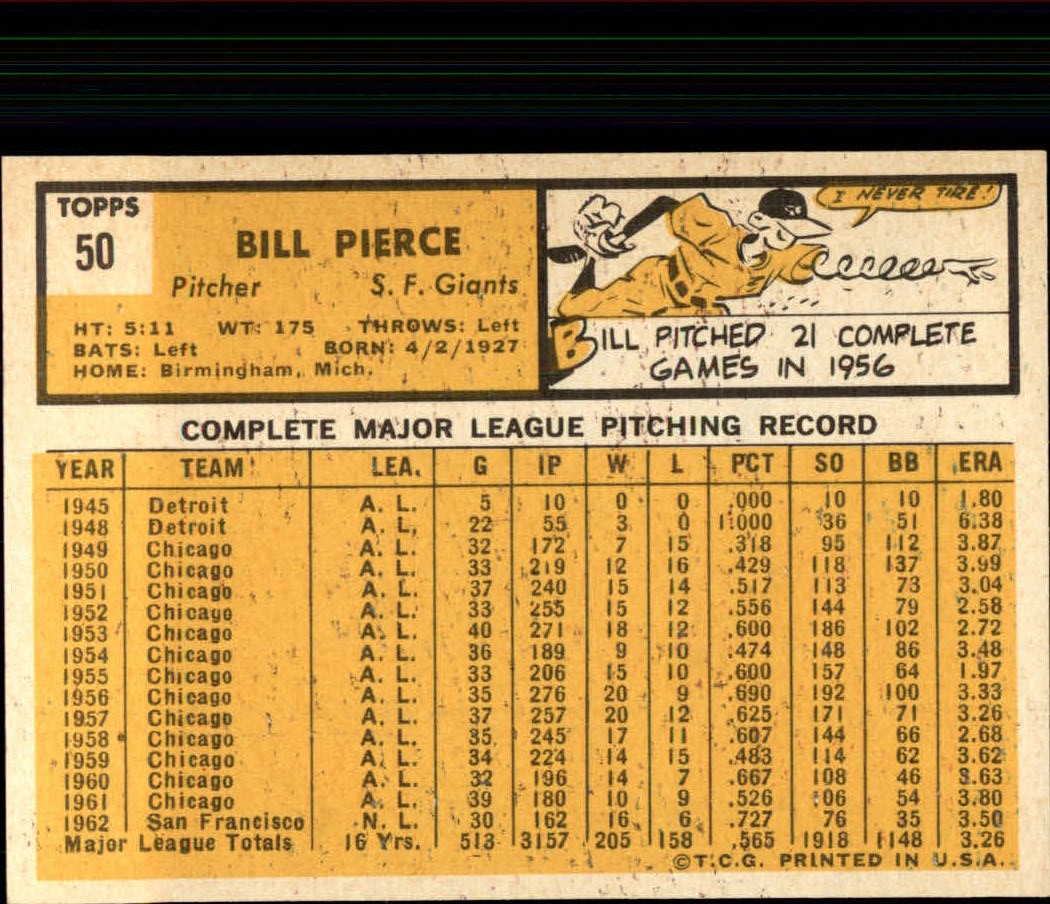 TOPPS
50
BILL PIERCE
Pitcher S. F. Giants
HT: 5:11 WT: 175 THROWS: Left
BATS: Left BORN: 4/2/1927
HOME: Birmingham, Mich.
I NEVER TIRE!
SF
BILL PITCHED 21 COMPLETE
GAMES IN 1956
COMPLETE MAJOR LEAGUE PITCHING RECORD
YEAR TEAM LEA. G IP W L PCT SO BB ERA
1945 Detroit A. L. 5 10 0 0 .000 10 10 1.80
1948 Detroit A. L. 22 55 3 0 1.000 36 51 6.38
1949 Chicago A. L. 32 172 7 15 .318 95 112 3.87
1950 Chicago A. L. 33 219 12 16 .429 118 137 3.99
1951 Chicago A. L. 37 240 15 14 .517 113 73 3.04
1952 Chicago A. L. 33 255 15 12 .556 144 79 2.58
1953 Chicago A. L. 40 271 18 12 .600 186 102 2.72
1954 Chicago A. L. 36 189 9 10 .474 148 86 3.48
1955 Chicago A. L. 33 206 15 10 .600 157 64 1.97
1956 Chicago A. L. 35 276 20 9 .690 192 100 3.33
1957 Chicago A. L. 37 257 20 12 .625 171 71 3.26
1958 Chicago A. L. 35 245 17 11 .607 144 66 2.68
1959 Chicago A. L. 34 224 14 15 .483 114 62 3.62
1960 Chicago A. L. 32 196 14 7 .667 108 46 3.63
1961 Chicago A. L. 39 180 10 9 .526 106 54 3.80
1962 San Francisco N. L. 30 162 16 6 .727 76 35 3.50
Major League Totals 16 Yrs. 513 3157 205 158 .565 1918 1148 3.26
©T.C.G. PRINTED IN U.S.A.